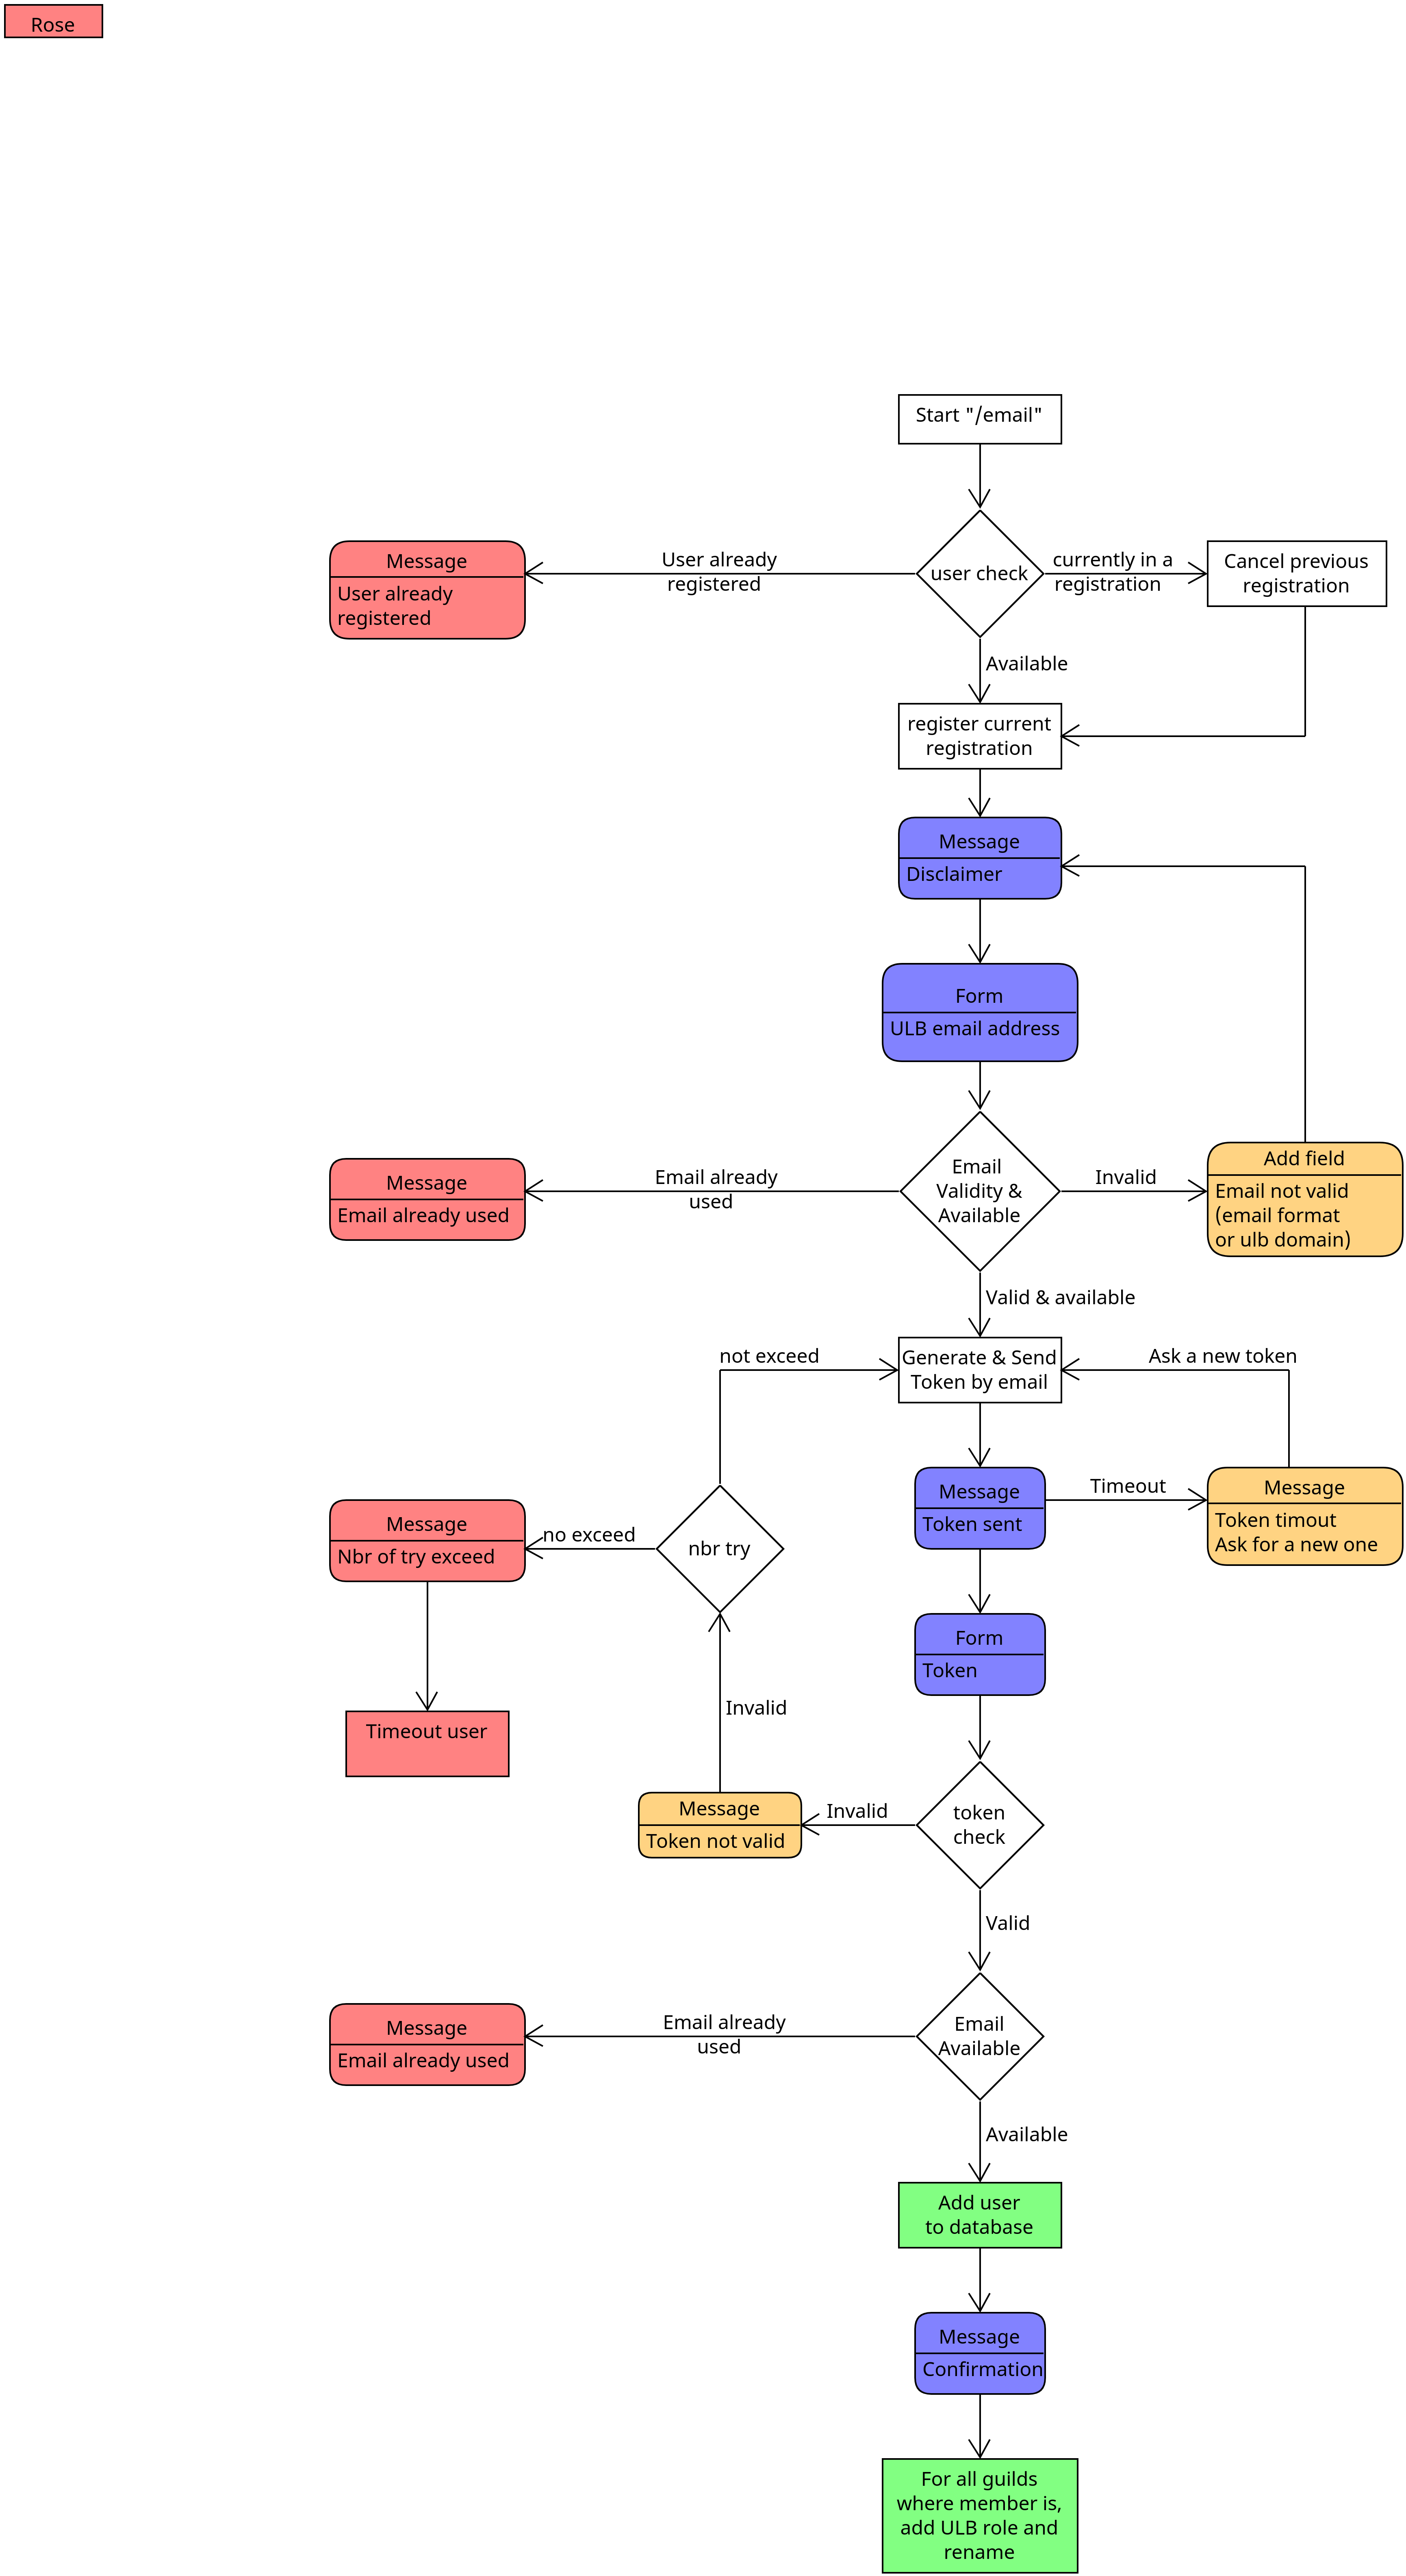 Rose
Start "/email"
User already
registered
currently in a
registration
user check
Message
User already
registered
Cancel previous
registration
Available
register current
registration
Message
Disclaimer
Form
ULB email address
Email already
used
Email
Validity &
Available
Invalid
Message
Email already used
Add field
Email not valid
(email format
or ulb domain)
Valid & available
not exceed
Generate & Send
Token by email
Ask a new token
Message
Nbr of try exceed
no exceed
nbr try
Message
Token sent
Timeout
Message
Token timout
Ask for a new one
Form
Token
Timeout user
Invalid
Message
Token not valid
Invalid
token
check
Valid
Message
Email already used
Email already
used
Email
Available
Available
Add user
to database
Message
Confirmation
For all guilds
where member is,
add ULB role and
rename